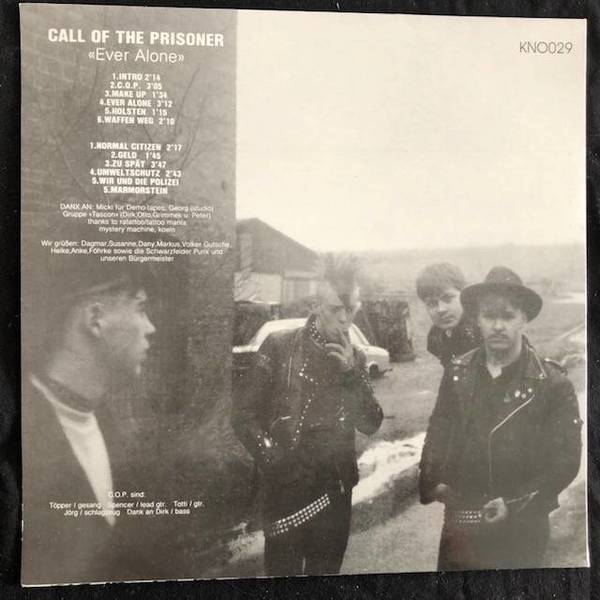 CALL OF THE PRISONER
«Ever Alone»
KNO029
1.INTRO 2'14
2.C.O.P. 3'05
3.MAKE UP 1'34
4.EVER ALONE 3'12
5.HOLSTEN 1'15
6.WAFFEN WEG 2'10
1.NORMAL CITIZEN 2'17
2.GELD 1'45
3.ZU SPÄT 3'47
4.UMWELTSCHUTZ 2'43
5.WIR UND DIE POLIZEI
5.MARMORSTEIN
DANX AN: Micki für Demo-tapes, Georg (studio)
Gruppe «Tascon» (Dirk,Otto,Grimmek u. Peter)
thanks to ratattoo/tattoo mania
mystery machine, koeln
Wir grüßen: Dagmar,Susanne,Dany,Markus,Volker,Gutsche,
Heike,Anke,Föhrke sowie die Schwarzfelder Punx und
unseren Bürgermeister
C.O.P. sind:
Töpper / gesang Spencer / lead gtr. Totti / gtr.
Jörg / schlagzeug Dank an Dirk / bass